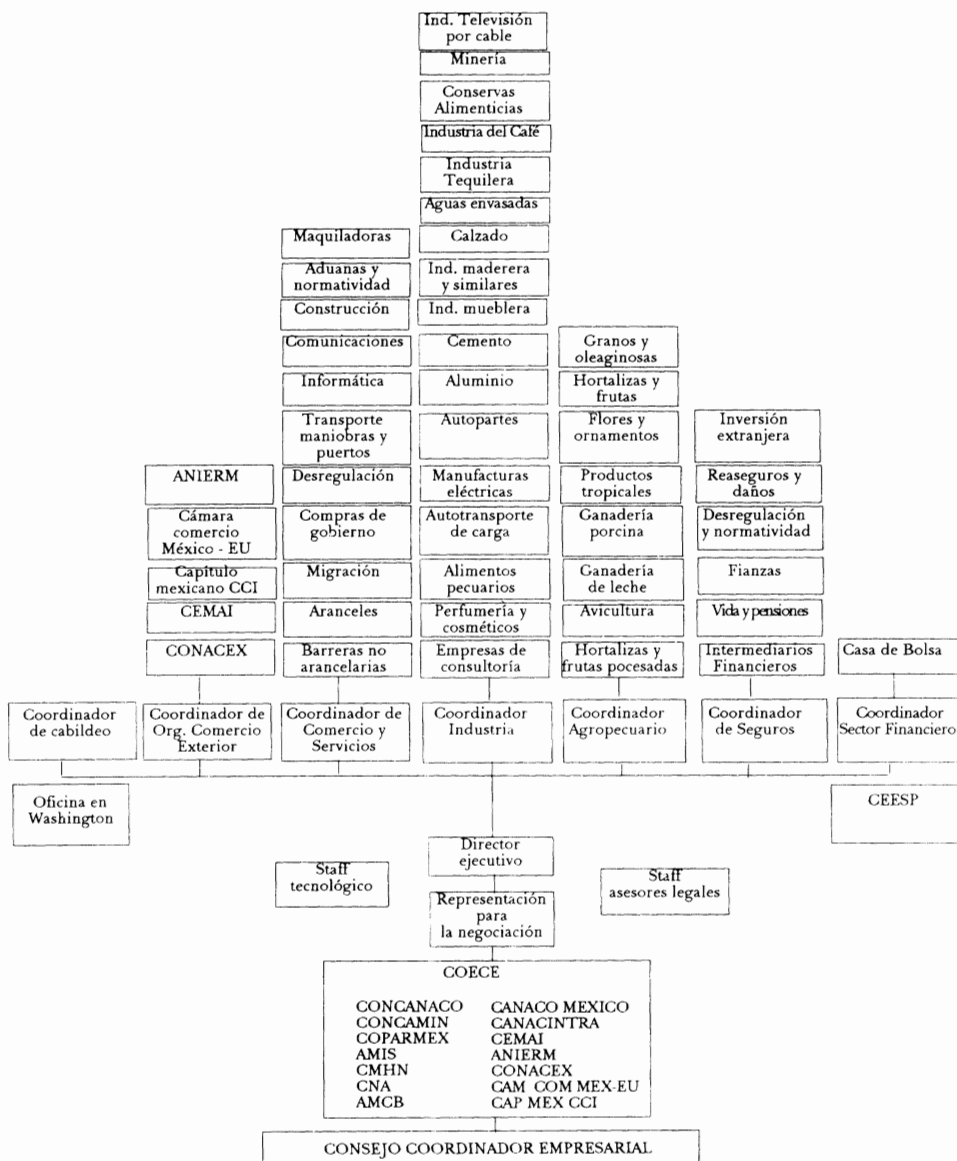 Ind. Televisión
por cable
Minería
Conservas
Alimenticias
Industria del Café
Industria
Tequilera
Aguas envasadas
Maquiladoras
Calzado
Aduanas y
normatividad
Ind. maderera
y similares
Construcción
Ind. mueblera
Comunicaciones
Cemento
Granos y
oleaginosas
Informática
Aluminio
Hortalizas y
frutas
Transporte
maniobras y
puertos
Autopartes
Flores y
ornamentos
Inversión
extranjera
ANIERM
Desregulación
Manufacturas
eléctricas
Productos
tropicales
Reaseguros y
daños
Cámara
comercio
México - EU
Compras de
gobierno
Autotransporte
de carga
Ganadería
porcina
Desregulación
y normatividad
Capítulo
mexicano CCI
Migración
Alimentos
pecuarios
Ganadería
de leche
Fianzas
CEMAI
Aranceles
Perfumería y
cosméticos
Avicultura
Vida y pensiones
CONACEX
Barreras no
arancelarias
Empresas de
consultoría
Hortalizas y
frutas pocesadas
Intermediarios
Financieros
Casa de Bolsa
Coordinador
de cabildeo
Coordinador de
Org. Comercio
Exterior
Coordinador de
Comercio y
Servicios
Coordinador
Industria
Coordinador
Agropecuario
Coordinador
de Seguros
Coordinador
Sector Financiero
Oficina en
Washington
CEESP
Director
ejecutivo
Staff
tecnológico
Staff
asesores legales
Representación
para
la negociación
COECE
CONCANACO CANACO MEXICO
CONCAMIN CANACINTRA
COPARMEX CEMAI
AMIS ANIERM
CMHN CONACEX
CNA CAM COM MEX-EU
AMCB CAP MEX CCI
CONSEJO COORDINADOR EMPRESARIAL